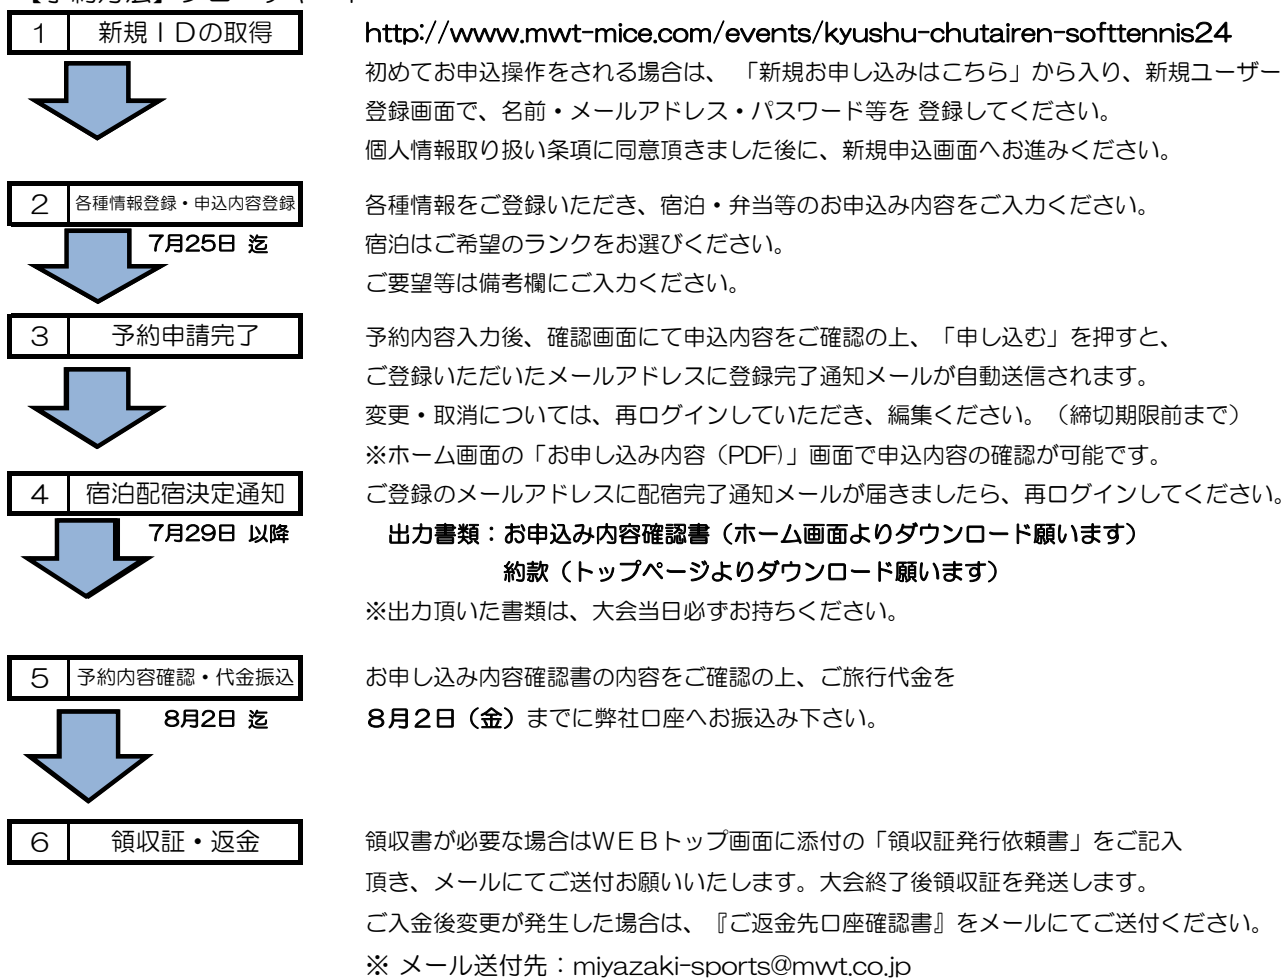 1 新規ＩＤの取得 http://www.mwt-mice.com/events/kyushu-chutairen-softtennis24
初めてお申込操作をされる場合は、 「新規お申し込みはこちら」から入り、新規ユーザー
登録画面で、名前・メールアドレス・パスワード等を 登録してください。
個人情報取り扱い条項に同意頂きました後に、新規申込画面へお進みください。
2 各種情報登録・申込内容登録 各種情報をご登録いただき、宿泊・弁当等のお申込み内容をご入力ください。
7月25日 迄 宿泊はご希望のランクをお選びください。
ご要望等は備考欄にご入力ください。
3 予約申請完了 予約内容入力後、確認画面にて申込内容をご確認の上、「申し込む」を押すと、
ご登録いただいたメールアドレスに登録完了通知メールが自動送信されます。
変更・取消については、再ログインしていただき、編集ください。（締切期限前まで）
※ホーム画面の「お申し込み内容（PDF)」画面で申込内容の確認が可能です。
4 宿泊配宿決定通知 ご登録のメールアドレスに配宿完了通知メールが届きましたら、再ログインしてください。
7月29日 以降 出力書類：お申込み内容確認書（ホーム画面よりダウンロード願います）
約款（トップページよりダウンロード願います）
※出力頂いた書類は、大会当日必ずお持ちください。
5 予約内容確認・代金振込 お申し込み内容確認書の内容をご確認の上、ご旅行代金を
8月2日 迄 ８月２日（金）までに弊社口座へお振込み下さい。
6 領収証・返金 領収書が必要な場合はＷＥＢトップ画面に添付の「領収証発行依頼書」をご記入
頂き、メールにてご送付お願いいたします。大会終了後領収証を発送します。
ご入金後変更が発生した場合は、『ご返金先口座確認書』をメールにてご送付ください。
※ メール送付先：miyazaki-sports@mwt.co.jp